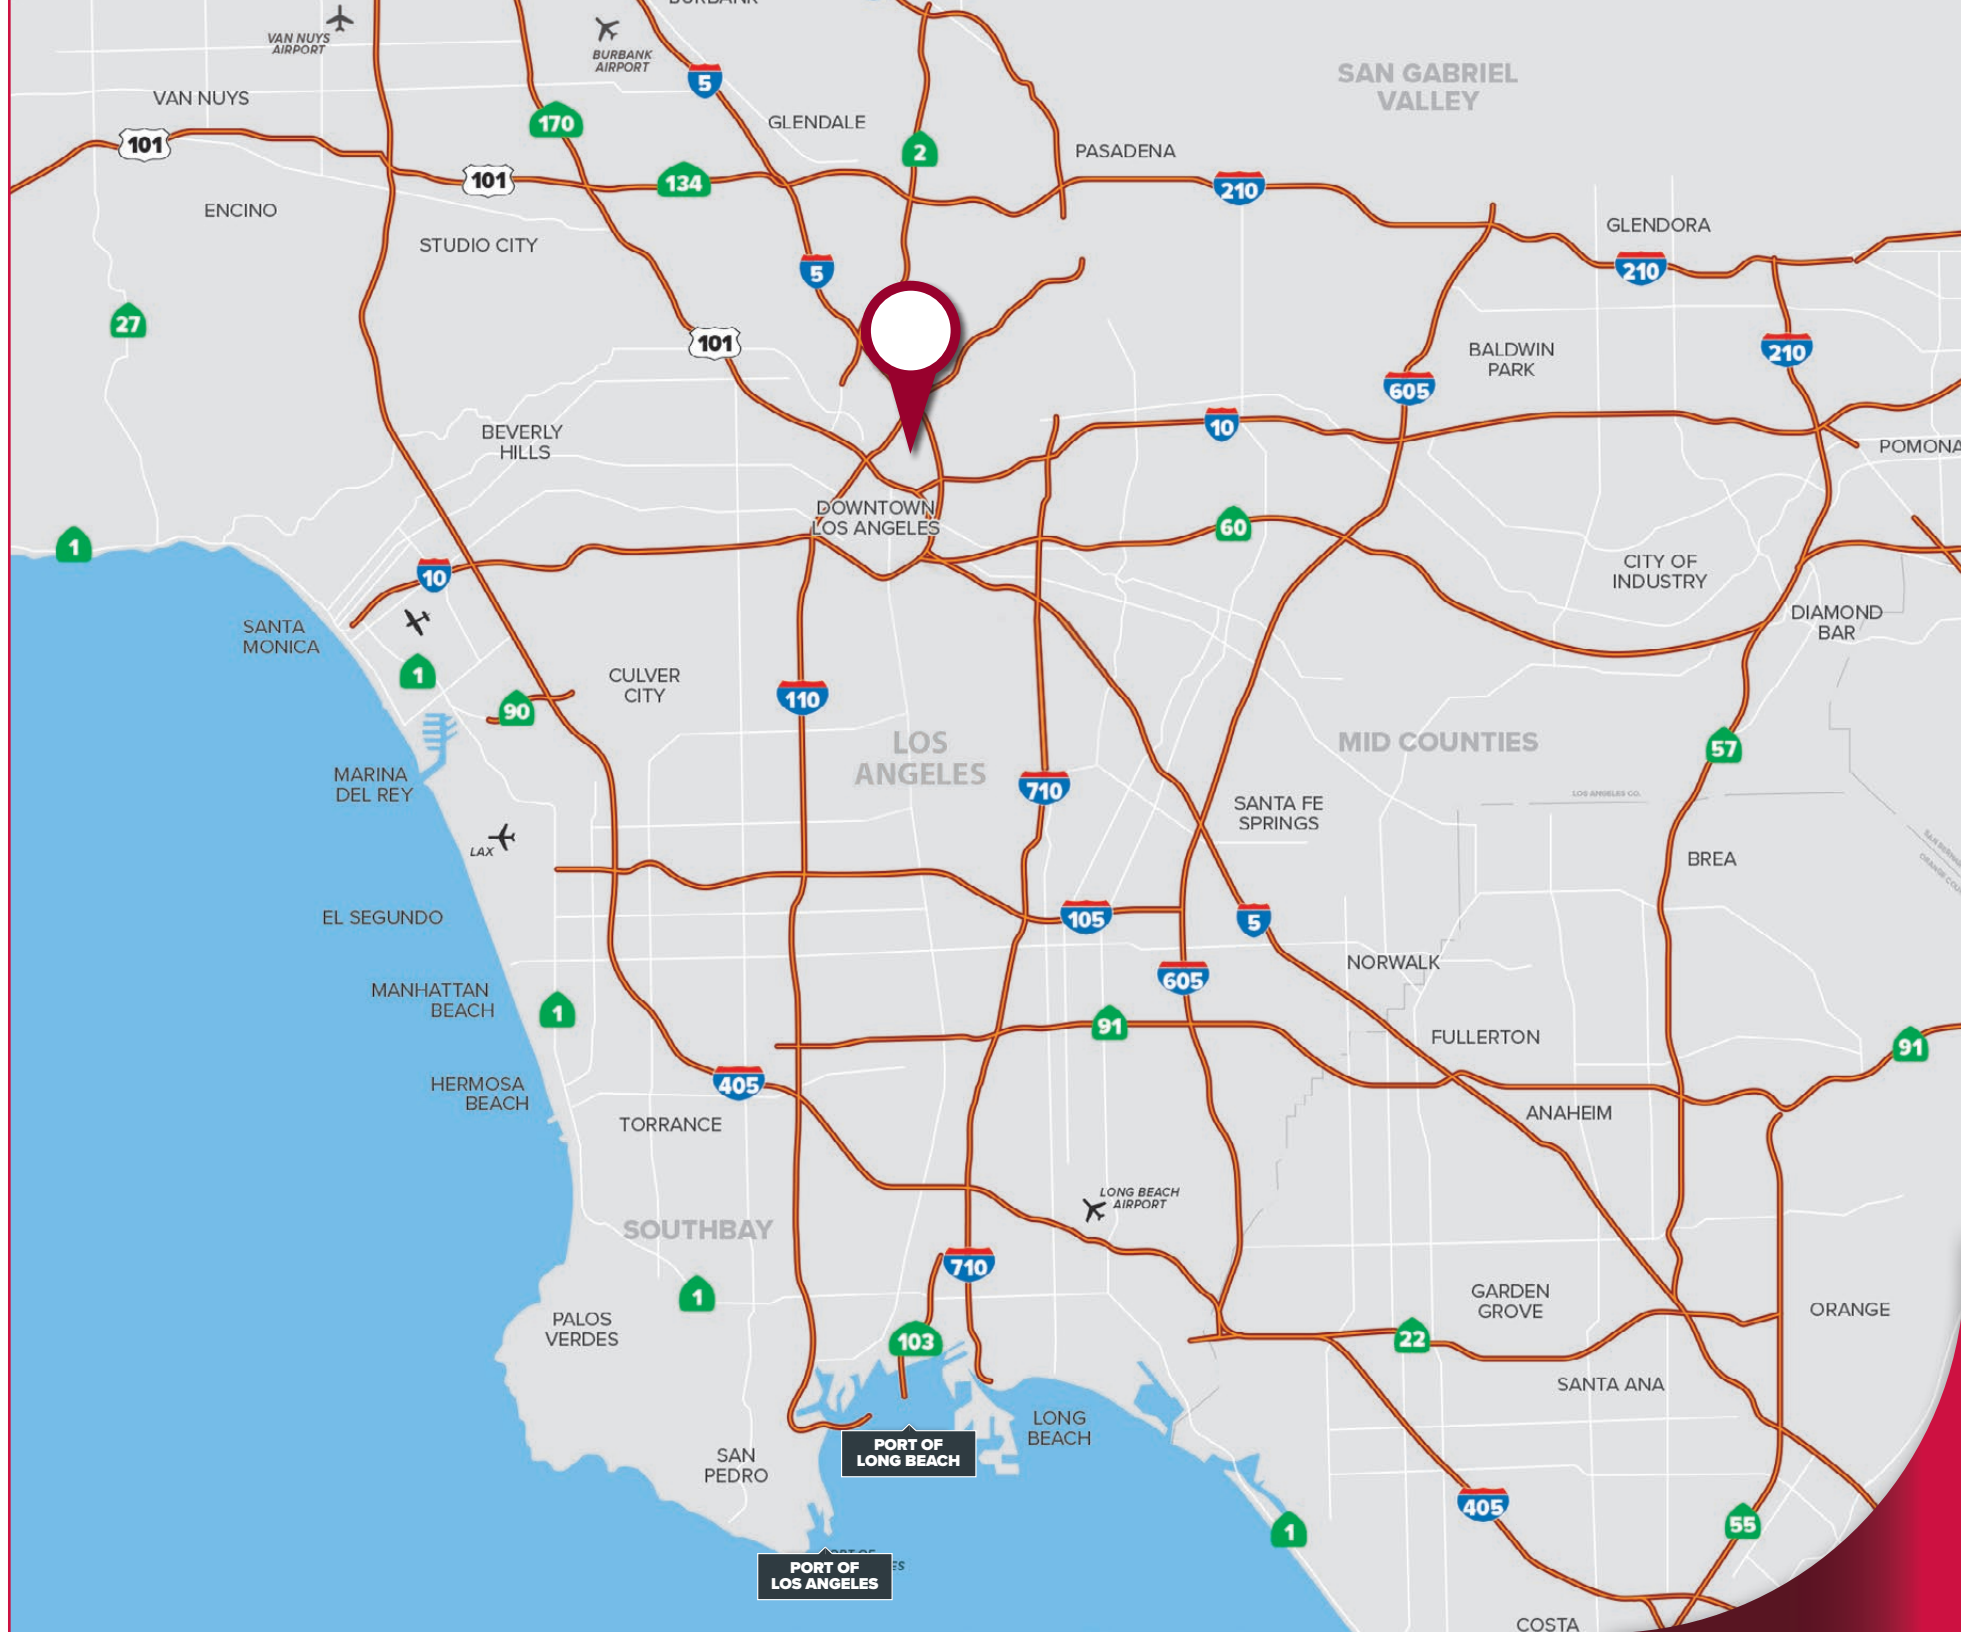 BURBANK
VAN NUYS
AIRPORT
BURBANK
AIRPORT
SAN GABRIEL
VALLEY
5
VAN NUYS
170
GLENDALE
101
2
PASADENA
101
134
210
ENCINO
STUDIO CITY
GLENDORA
5
210
27
101
BALDWIN
PARK
210
605
10
BEVERLY
HILLS
POMONA
DOWNTOWN
LOS ANGELES
60
1
10
CITY OF
INDUSTRY
SANTA
MONICA
DIAMOND
BAR
1
CULVER
CITY
110
90
LOS
ANGELES
MID COUNTIES
57
MARINA
DEL REY
710
LOS ANGELES CO.
SANTA FE
SPRINGS
LAX
BREA
EL SEGUNDO
105
5
NORWALK
605
MANHATTAN
BEACH
1
91
FULLERTON
91
HERMOSA
BEACH
405
TORRANCE
ANAHEIM
LONG BEACH
AIRPORT
SOUTHBAY
710
1
GARDEN
GROVE
ORANGE
PALOS
VERDES
103
22
SANTA ANA
LONG
BEACH
PORT OF
LONG BEACH
SAN
PEDRO
405
55
1
PORT OF
LOS ANGELES
COSTA